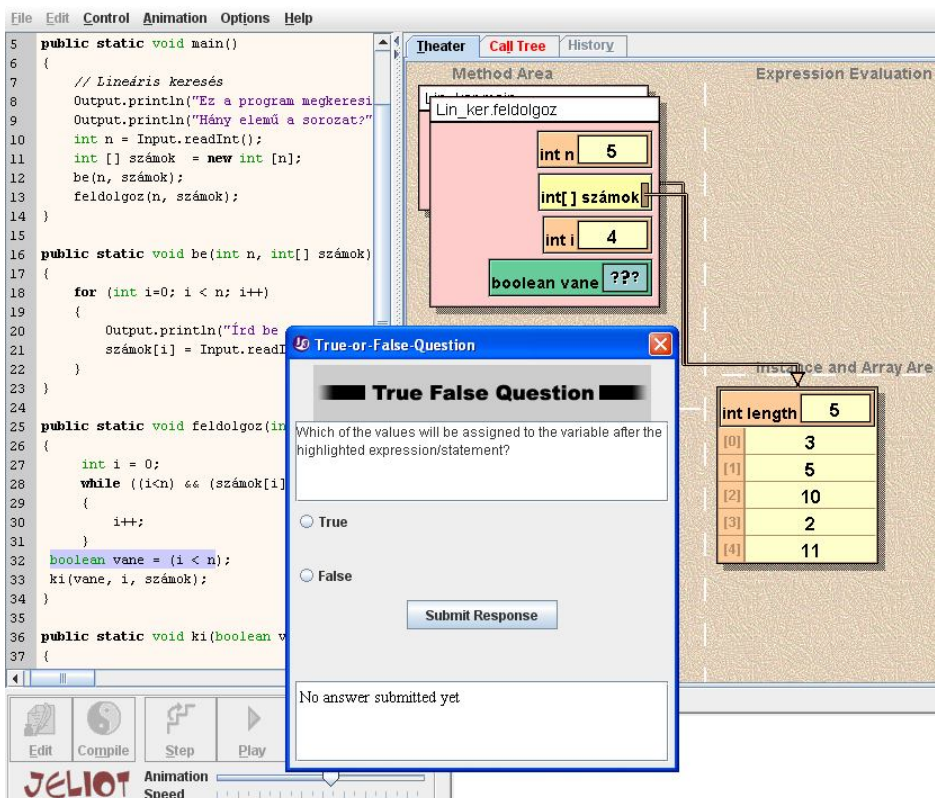 File Edit Control Animation Options Help
5 public static void main()
6 {
7 // Lineáris keresés
8 Output.println("Ez a program megkeresi
9 Output.println("Hány elemű a sorozat?"
10 int n = Input.readInt();
11 int [] számok = new int [n];
12 be(n, számok);
13 feldolgoz(n, számok);
14 }
15
16 public static void be(int n, int[] számok)
17 {
18 for (int i=0; i < n; i++)
19 {
20 Output.println("Írd be
21 számok[i] = Input.readI
22 }
23 }
24
25 public static void feldolgoz(in
26 {
27 int i = 0;
28 while ((i<n) && (számok[i]
29 {
30 i++;
31 }
32 boolean vane = (i < n);
33 ki(vane, i, számok);
34 }
35
36 public static void ki(boolean v
37 {
Theater Call Tree History
Method Area
Expression Evaluation
Lin_ker.feldolgoz
int n 5
int[] számok
int i 4
boolean vane ???
Instance and Array Are
int length 5
[0] 3
[1] 5
[2] 10
[3] 2
[4] 11
True-or-False-Question
True False Question
Which of the values will be assigned to the variable after the
highlighted expression/statement?
True
False
Submit Response
No answer submitted yet
Edit Compile Step Play
JELIOT
Animation
Speed